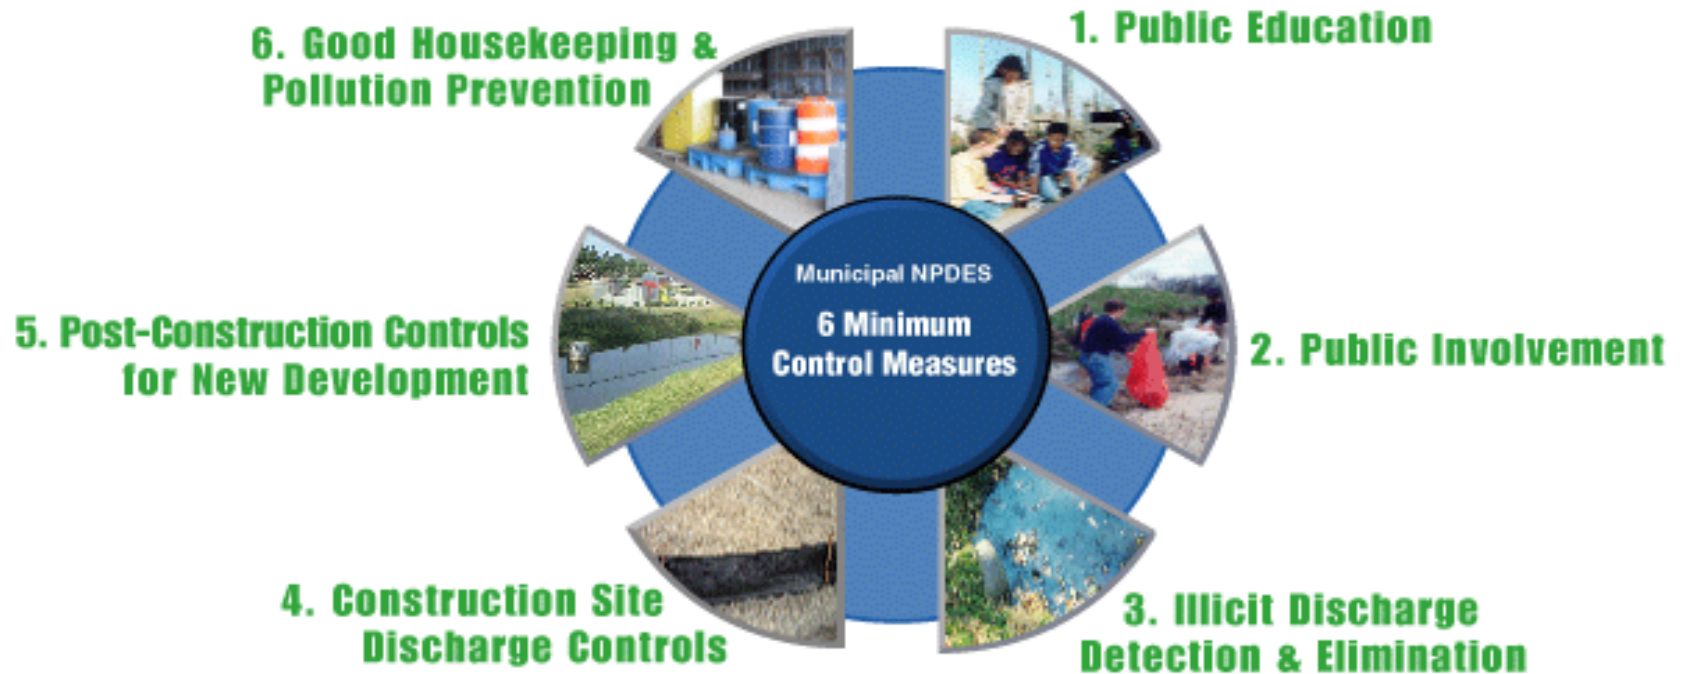 6. Good Housekeeping &
Pollution Prevention
1. Public Education
Municipal NPDES
6 Minimum
Control Measures
5. Post-Construction Controls
for New Development
2. Public Involvement
4. Construction Site
Discharge Controls
3. Illicit Discharge
Detection & Elimination